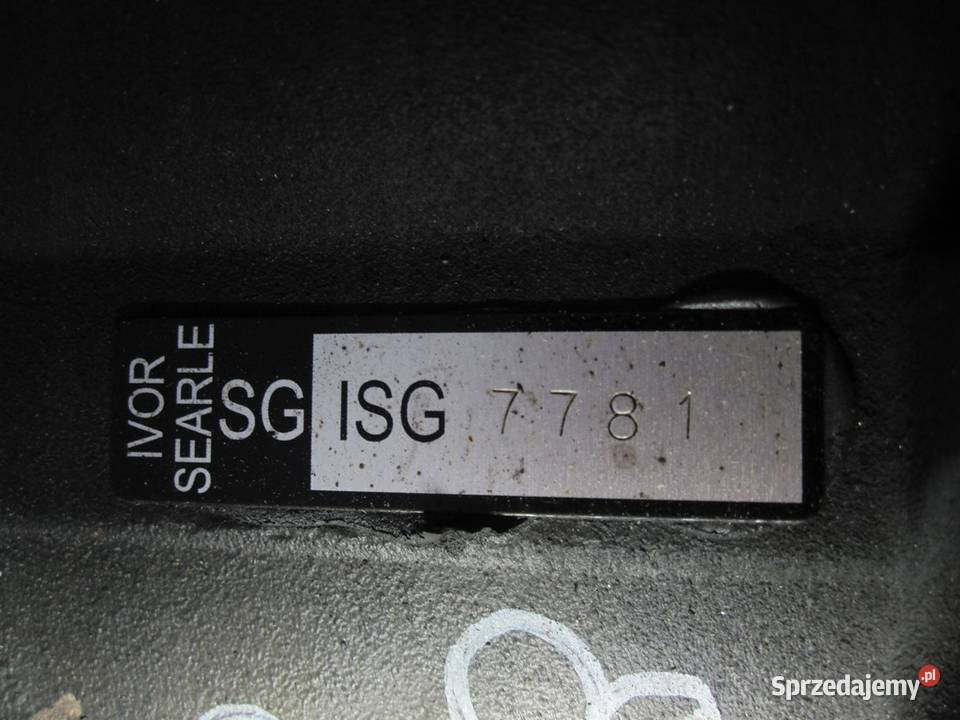 IVOR
SEARLE
SG
ISG 7781
Sprzedajemy.pl